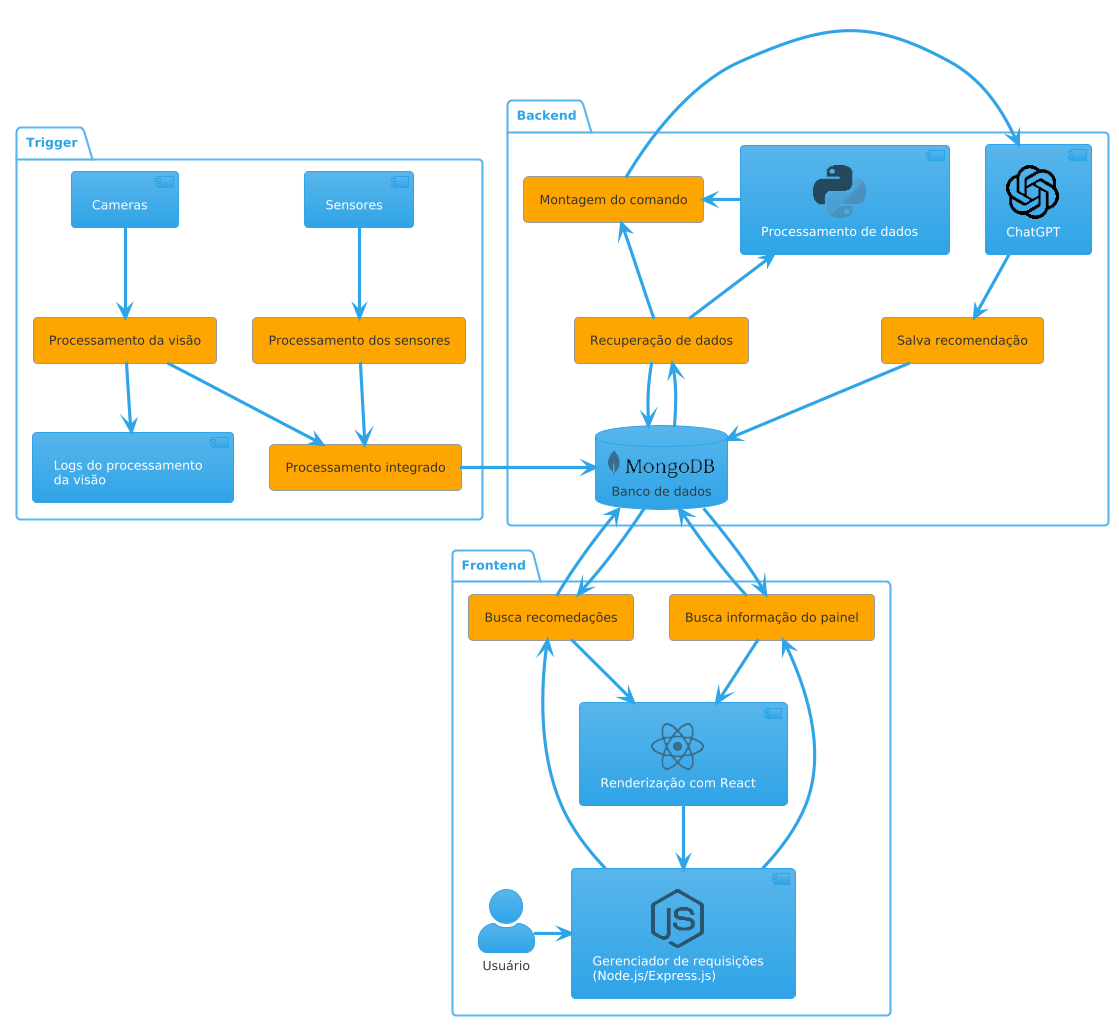 Backend
Trigger
Cameras
Sensores
Montagem do comando
Processamento de dados
ChatGPT
Processamento da visão
Processamento dos sensores
Recuperação de dados
Salva recomendação
Logs do processamento
da visão
Processamento integrado
MongoDB
Banco de dados
Frontend
Busca recomedações
Busca informação do painel
Renderização com React
JS
Gerenciador de requisições
(Node.js/Express.js)
Usuário